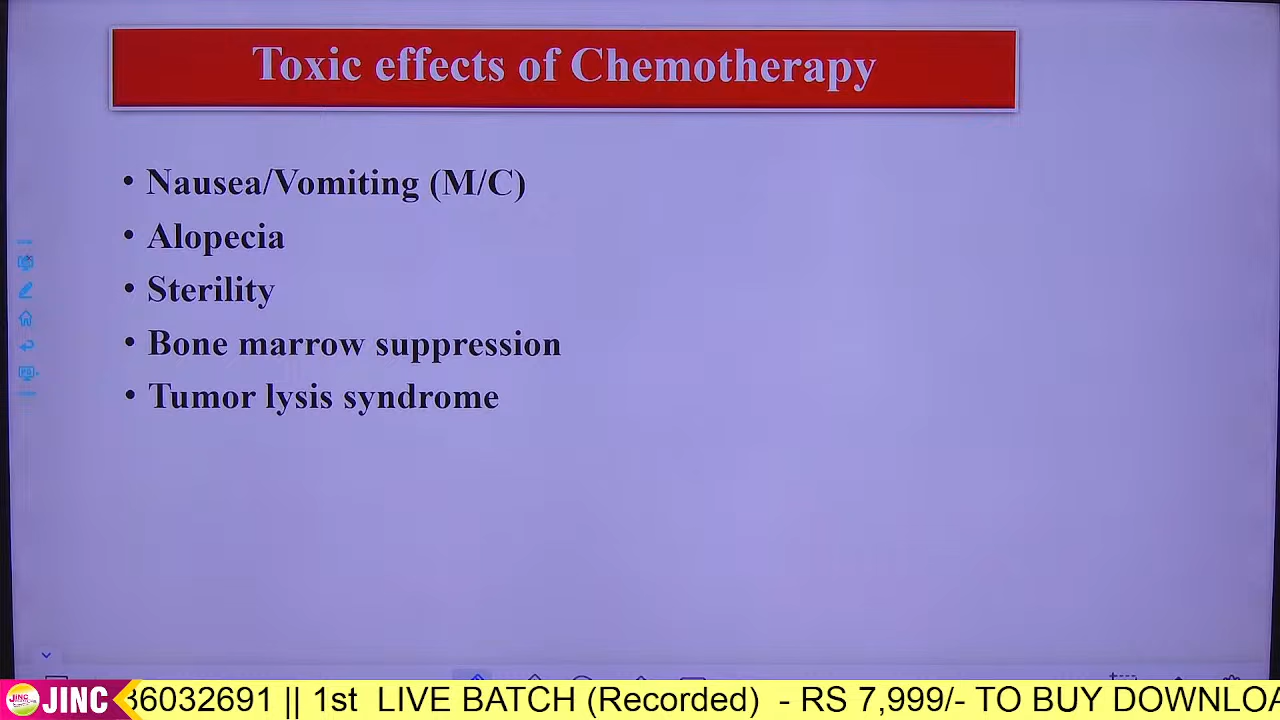 Toxic effects of Chemotherapy
• Nausea/Vomiting (M/C)
• Alopecia
• Sterility
• Bone marrow suppression
• Tumor lysis syndrome
JINC 36032691 || 1st LIVE BATCH (Recorded) - RS 7,999/- TO BUY DOWNLOA